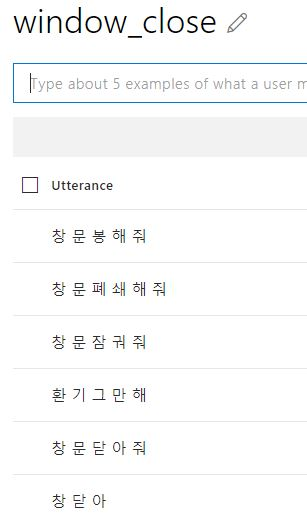 window_close
Type about 5 examples of what a user m
Utterance
창 문 봉 해 줘
창 문 폐 쇄 해 줘
창 문 잠 궈 줘
환 기 그 만 해
창 문 닫 아 줘
창 닫 아